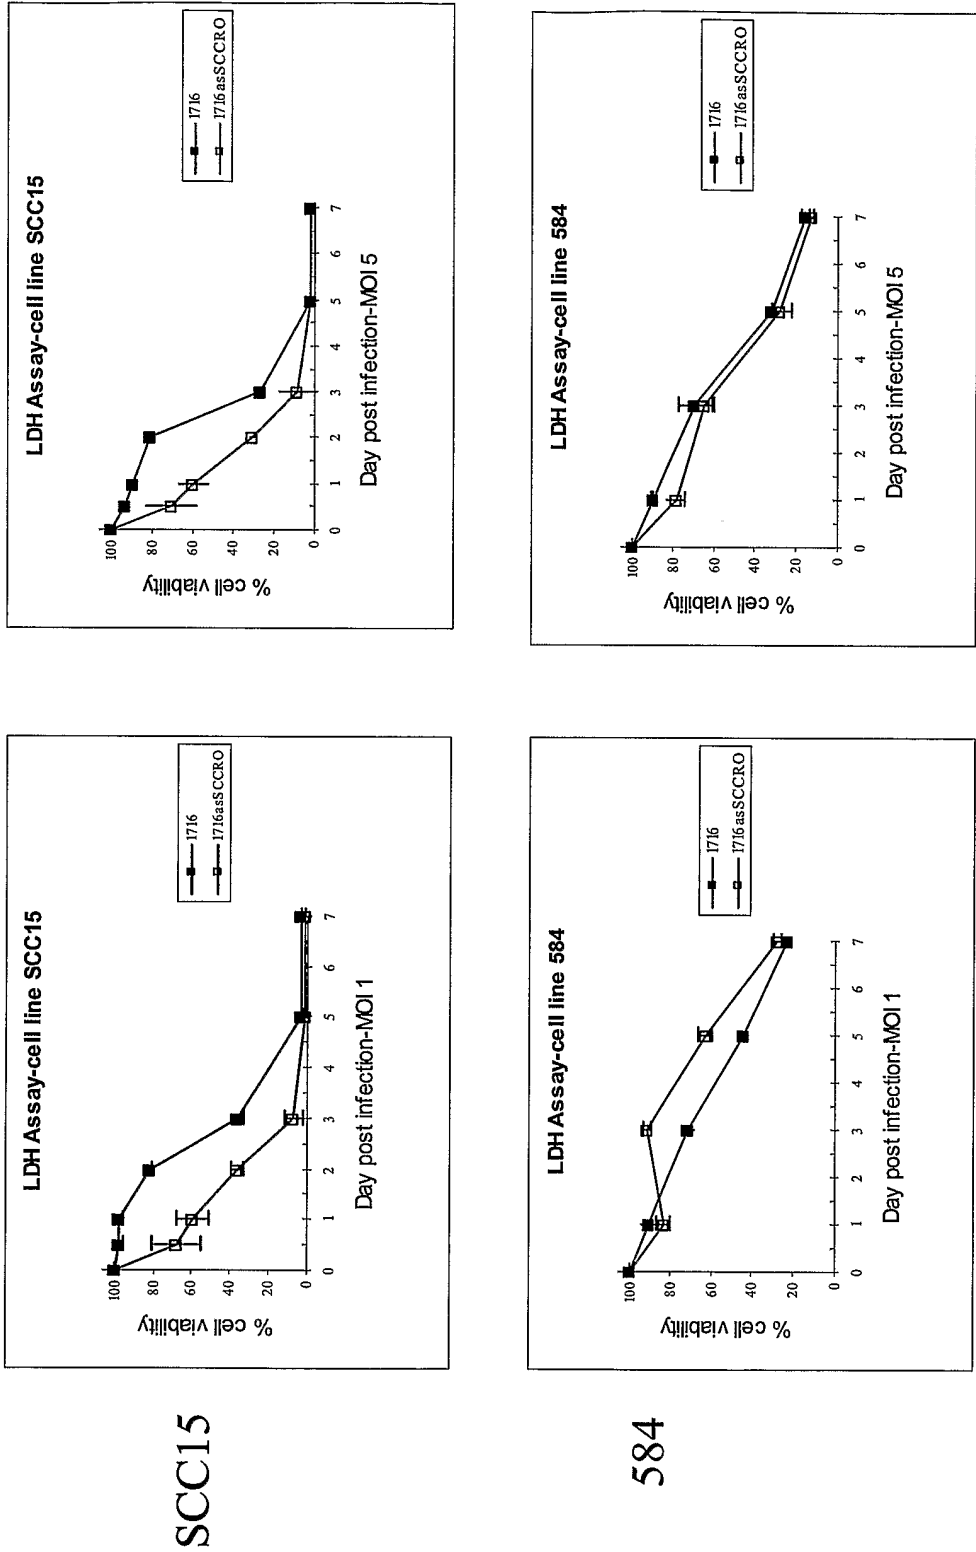 SCC15
LDH Assay-cell line SCC15
% cell viability
100
80
60
40
20
0
0 1 2 3 4 5 6 7
Day post infection-MOI 1
1716
1716asSCCRO
LDH Assay-cell line SCC15
% cell viability
100
80
60
40
20
0
0 1 2 3 4 5 6 7
Day post infection-MOI 5
1716
1716asSCCRO
584
LDH Assay-cell line 584
% cell viability
100
80
60
40
20
0
0 1 2 3 4 5 6 7
Day post infection-MOI 1
1716
1716asSCCRO
LDH Assay-cell line 584
% cell viability
100
80
60
40
20
0
0 1 2 3 4 5 6 7
Day post infection-MOI 5
1716
1716asSCCRO